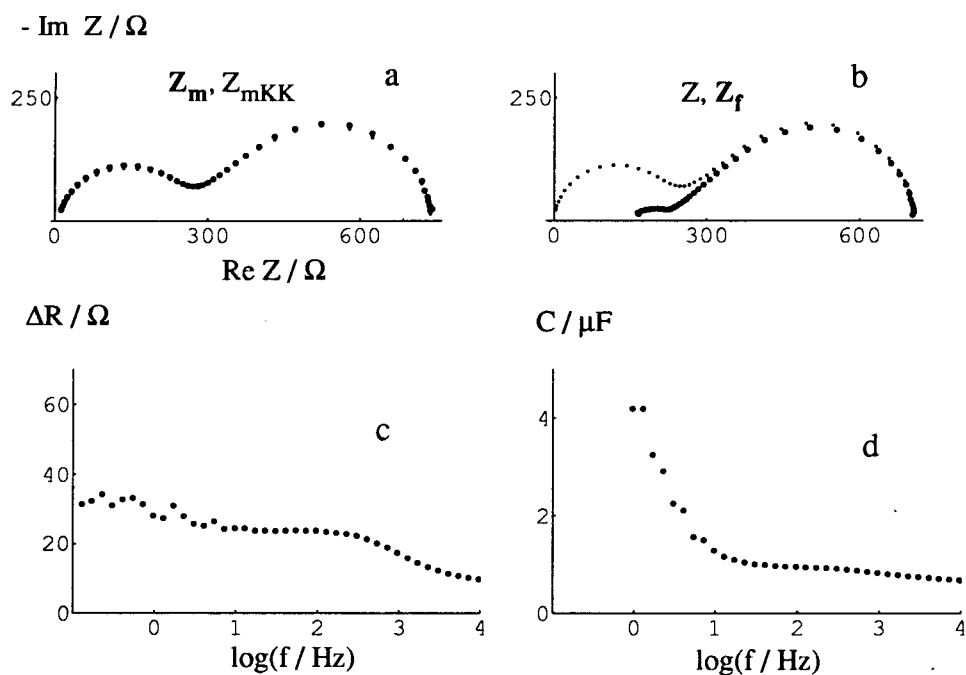 - Im Z / Ω
250
Z_m, Z_mKK
a
0 300 600
Re Z / Ω
250
Z, Z_f
b
0 300 600
ΔR / Ω
60
40
20
0
c
0 1 2 3 4
log(f / Hz)
C / μF
4
2
0
d
0 1 2 3 4
log(f / Hz)